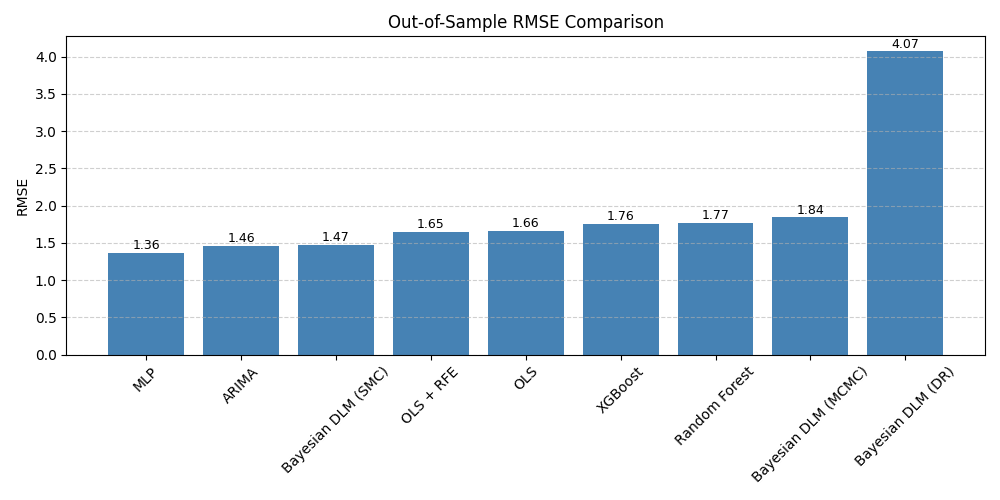 Out-of-Sample RMSE Comparison
RMSE
4.0
3.5
3.0
2.5
2.0
1.5
1.0
0.5
0.0
1.36
1.46
1.47
1.65
1.66
1.76
1.77
1.84
4.07
MLP
ARIMA
Bayesian DLM (SMC)
OLS + RFE
OLS
XGBoost
Random Forest
Bayesian DLM (MCMC)
Bayesian DLM (DR)